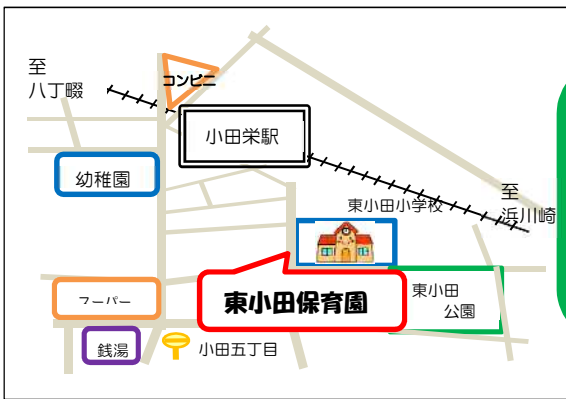 至
八丁畷
コンビニ
小田栄駅
幼稚園
東小田小学校
至
浜川崎
東小田保育園
東小田
公園
スーパー
銭湯
小田五丁目